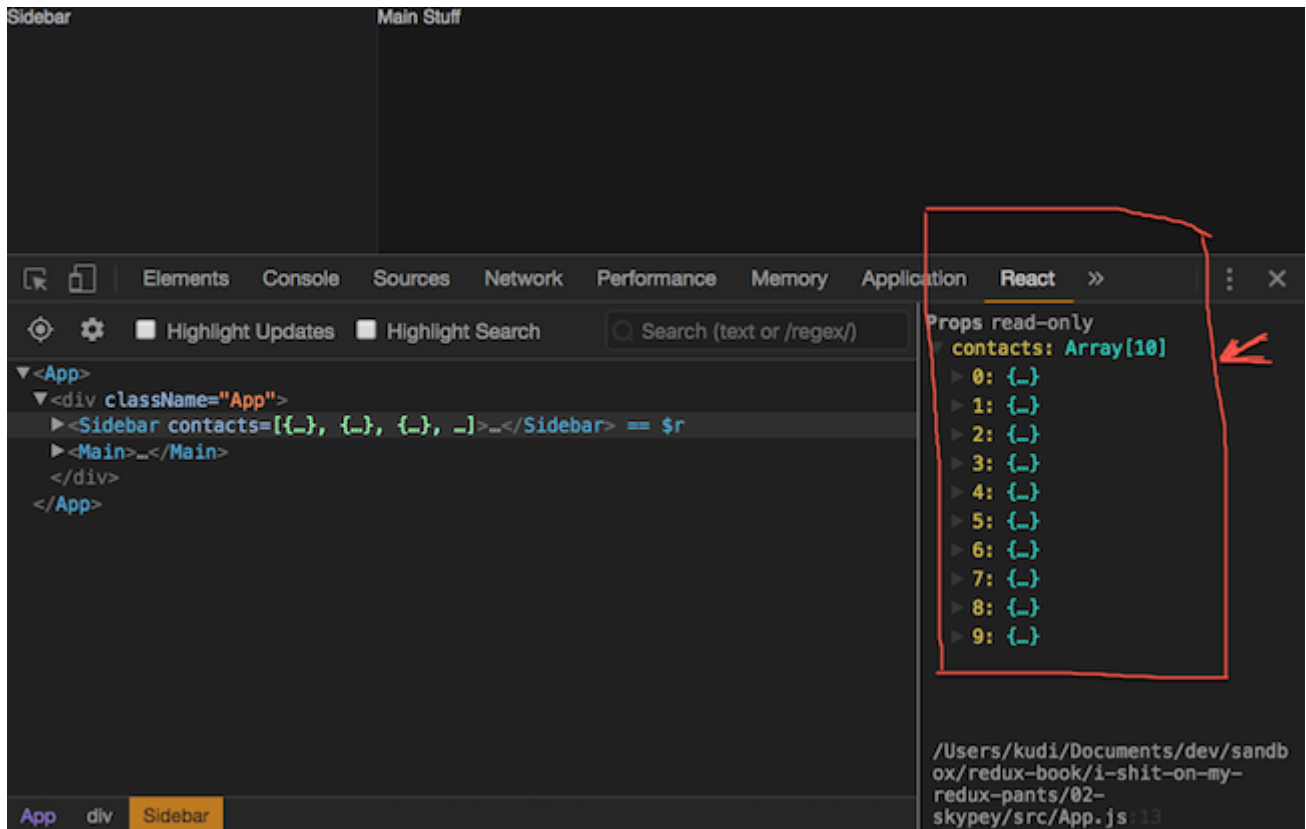 Sidebar Main Stuff
Elements Console Sources Network Performance Memory Application React »
Highlight Updates Highlight Search Search (text or /regex/)
▼<App>
▼<div className="App">
▶<Sidebar contacts=[{…}, {…}, {…}, …]>…</Sidebar> == $r
▶<Main>…</Main>
</div>
</App>
Props read-only
▼ contacts: Array[10]
▶ 0: {…}
▶ 1: {…}
▶ 2: {…}
▶ 3: {…}
▶ 4: {…}
▶ 5: {…}
▶ 6: {…}
▶ 7: {…}
▶ 8: {…}
▶ 9: {…}
/Users/kudi/Documents/dev/sandb
ox/redux-book/i-shit-on-my-
redux-pants/02-
skypey/src/App.js:13
App div Sidebar